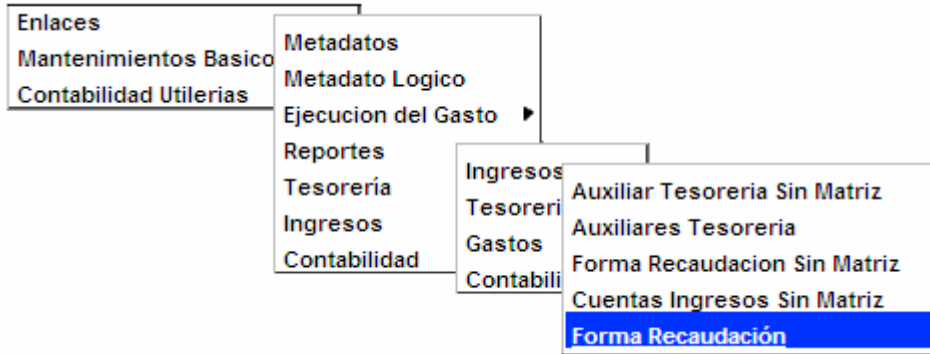 Enlaces
Mantenimientos Basico
Contabilidad Utilerias
Metadatos
Metadato Logico
Ejecucion del Gasto
Reportes
Tesorería
Ingresos
Contabilidad
Ingresos
Tesoreri
Gastos
Contabili
Auxiliar Tesoreria Sin Matriz
Auxiliares Tesoreria
Forma Recaudacion Sin Matriz
Cuentas Ingresos Sin Matriz
Forma Recaudación